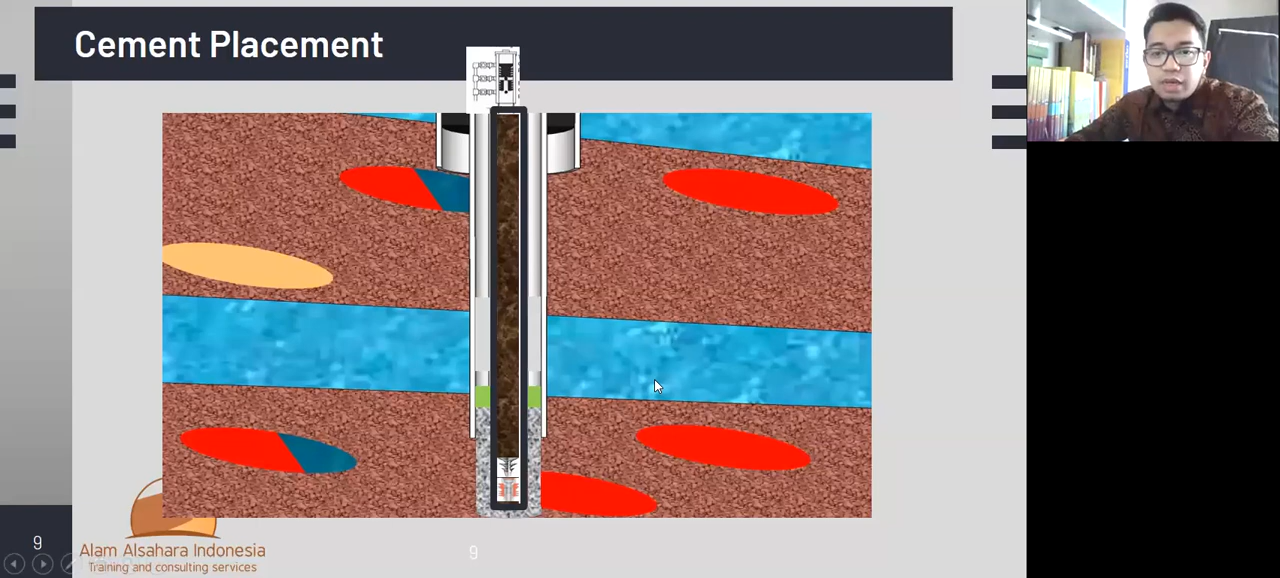 Cement Placement
9
9
Alam Alsahara Indonesia
Training and consulting services